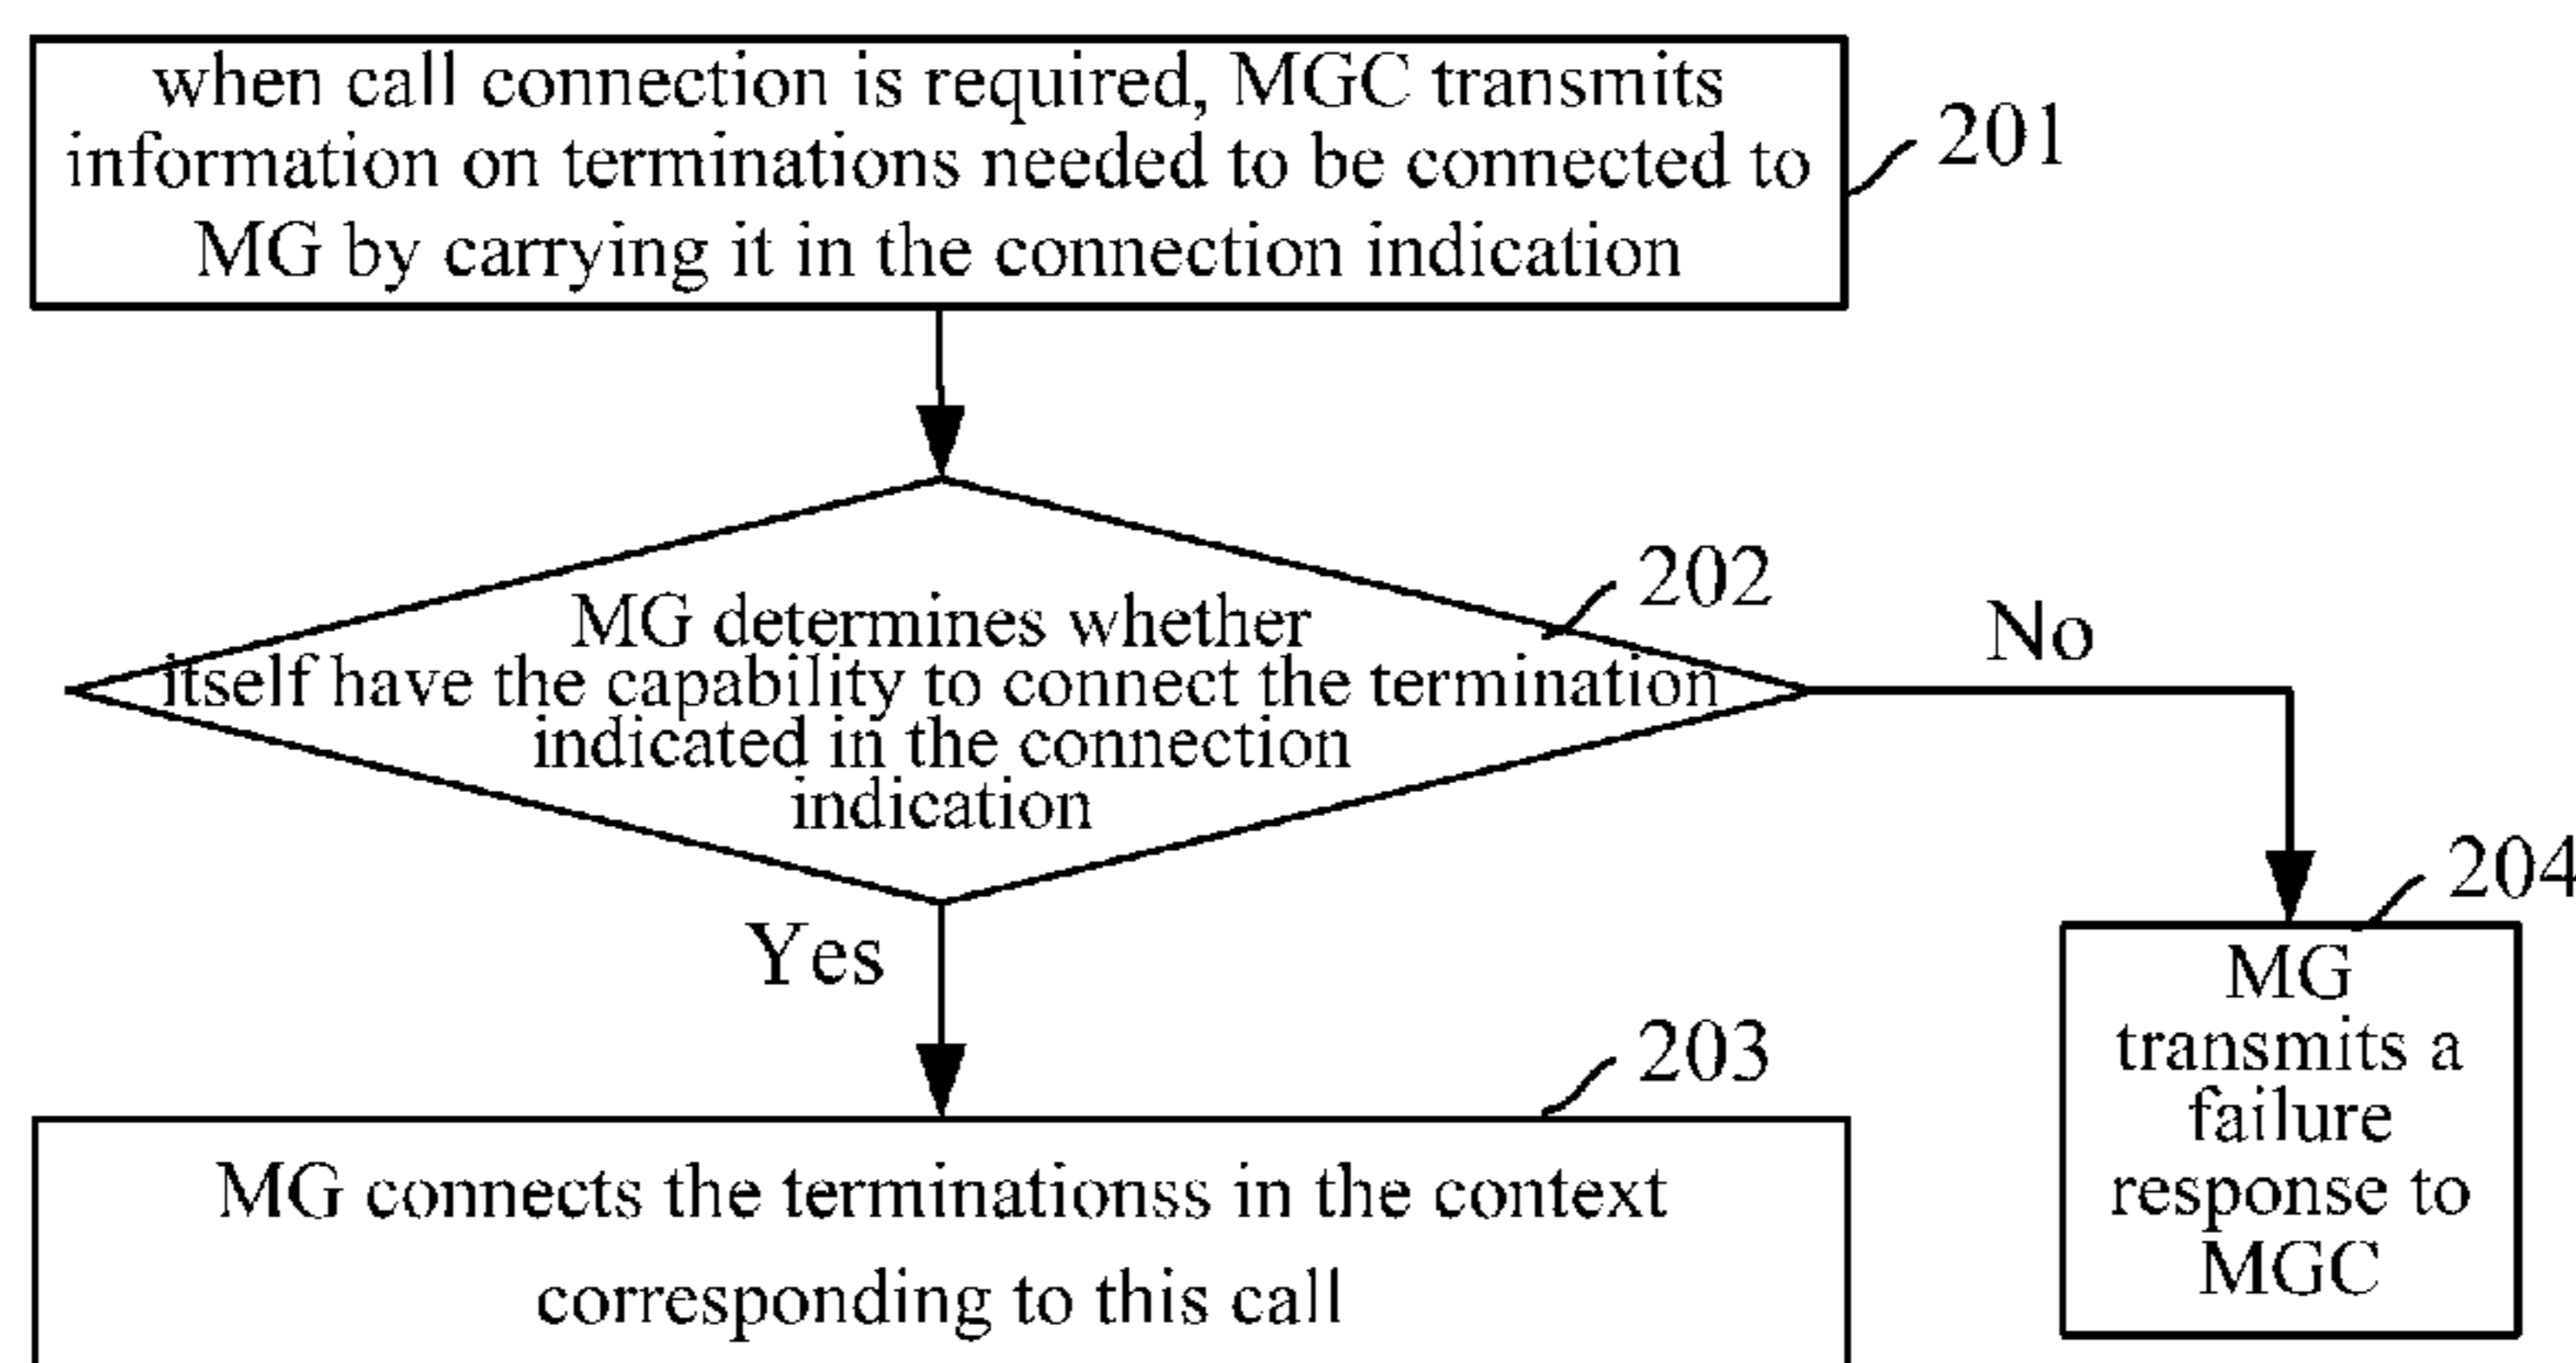 when call connection is required, MGC transmits
information on terminations needed to be connected to
MG by carrying it in the connection indication
201
202
MG determines whether
itself have the capability to connect the termination
indicated in the connection
indication
No
Yes
204
MG
transmits a
failure
response to
MGC
203
MG connects the terminationss in the context
corresponding to this call